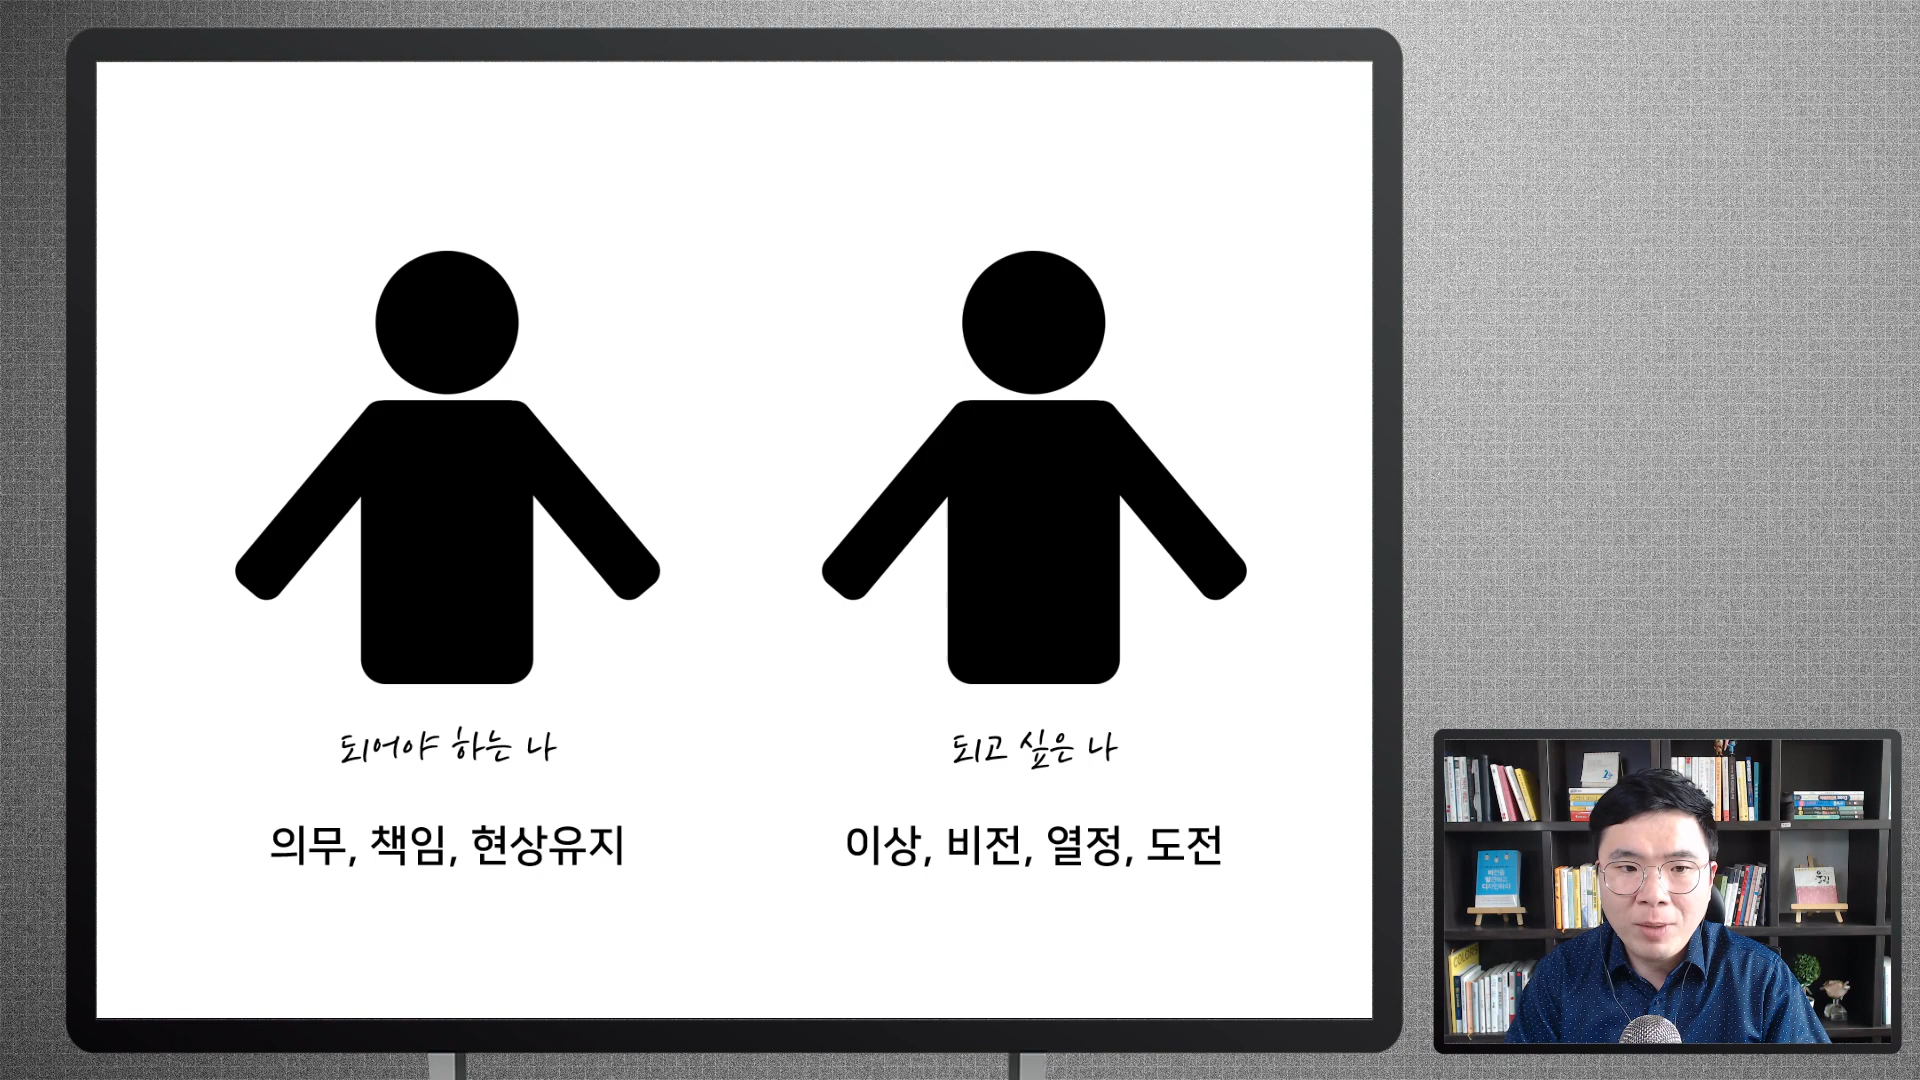 되어야 하는 나
되고 싶은 나
의무, 책임, 현상유지
이상, 비전, 열정, 도전
COLOR